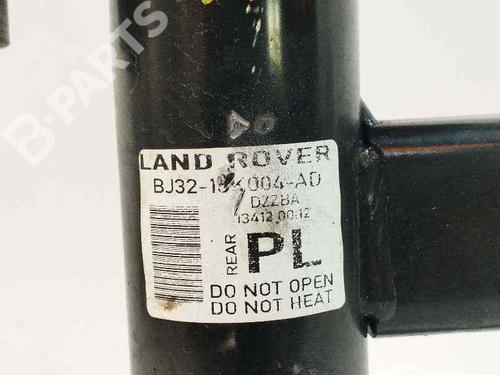 LAND ROVER
BJ32-18K004-AD
DZZBA
13412 00:12
REAR
PL
DO NOT OPEN
DO NOT HEAT
B-PARTS